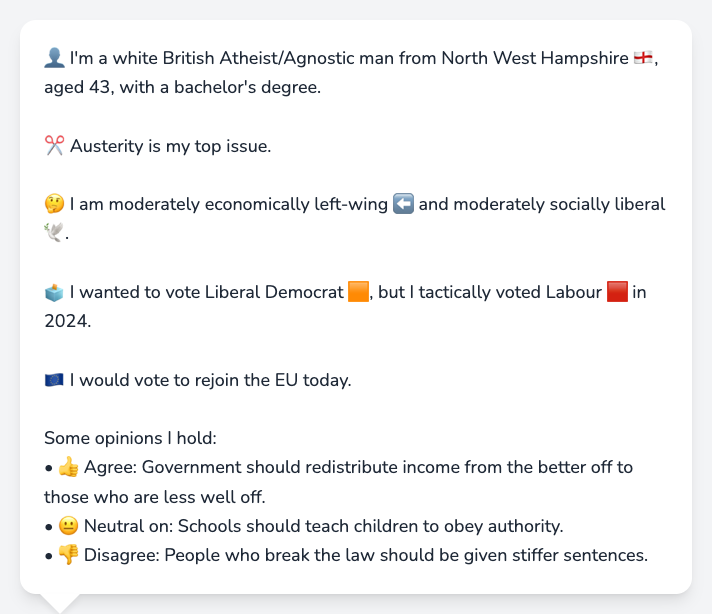 👤 I'm a white British Atheist/Agnostic man from North West Hampshire 🏴󠁧󠁢󠁥󠁮󠁧󠁿,
aged 43, with a bachelor's degree.
✂️ Austerity is my top issue.
🤔 I am moderately economically left-wing ⬅️ and moderately socially liberal
🕊️.
🗳️ I wanted to vote Liberal Democrat 🟧, but I tactically voted Labour 🟥 in
2024.
🇪🇺 I would vote to rejoin the EU today.
Some opinions I hold:
• 👍 Agree: Government should redistribute income from the better off to
those who are less well off.
• 😐 Neutral on: Schools should teach children to obey authority.
• 👎 Disagree: People who break the law should be given stiffer sentences.